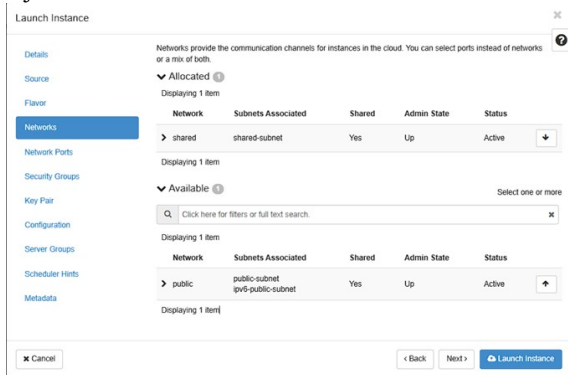 Launch Instance
Details
Source
Flavor
Networks
Network Ports
Security Groups
Key Pair
Configuration
Server Groups
Scheduler Hints
Metadata
Networks provide the communication channels for instances in the cloud. You can select ports instead of networks
or a mix of both.
Allocated 1
Displaying 1 item
Network Subnets Associated Shared Admin State Status
shared shared-subnet Yes Up Active
Displaying 1 item
Available 1
Select one or more
Click here for filters or full text search.
Displaying 1 item
Network Subnets Associated Shared Admin State Status
public public-subnet Yes Up Active
ipv6-public-subnet
Displaying 1 item
Cancel
< Back
Next >
Launch Instance